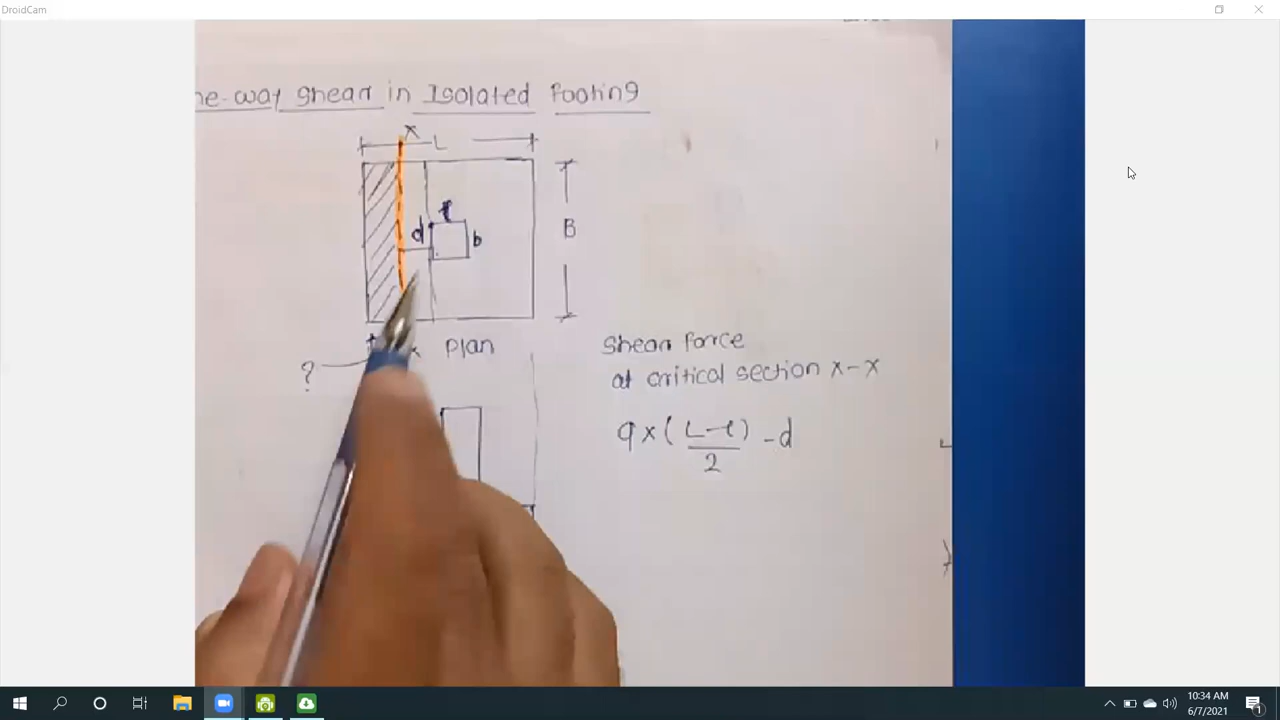 DroidCam
ne-way shear in Isolated footing
x
L
l
d
b
B
x
Plan
?
Shear force
at critical section x-x
q x (L-l) - d
2
10:34 AM
6/7/2021
1